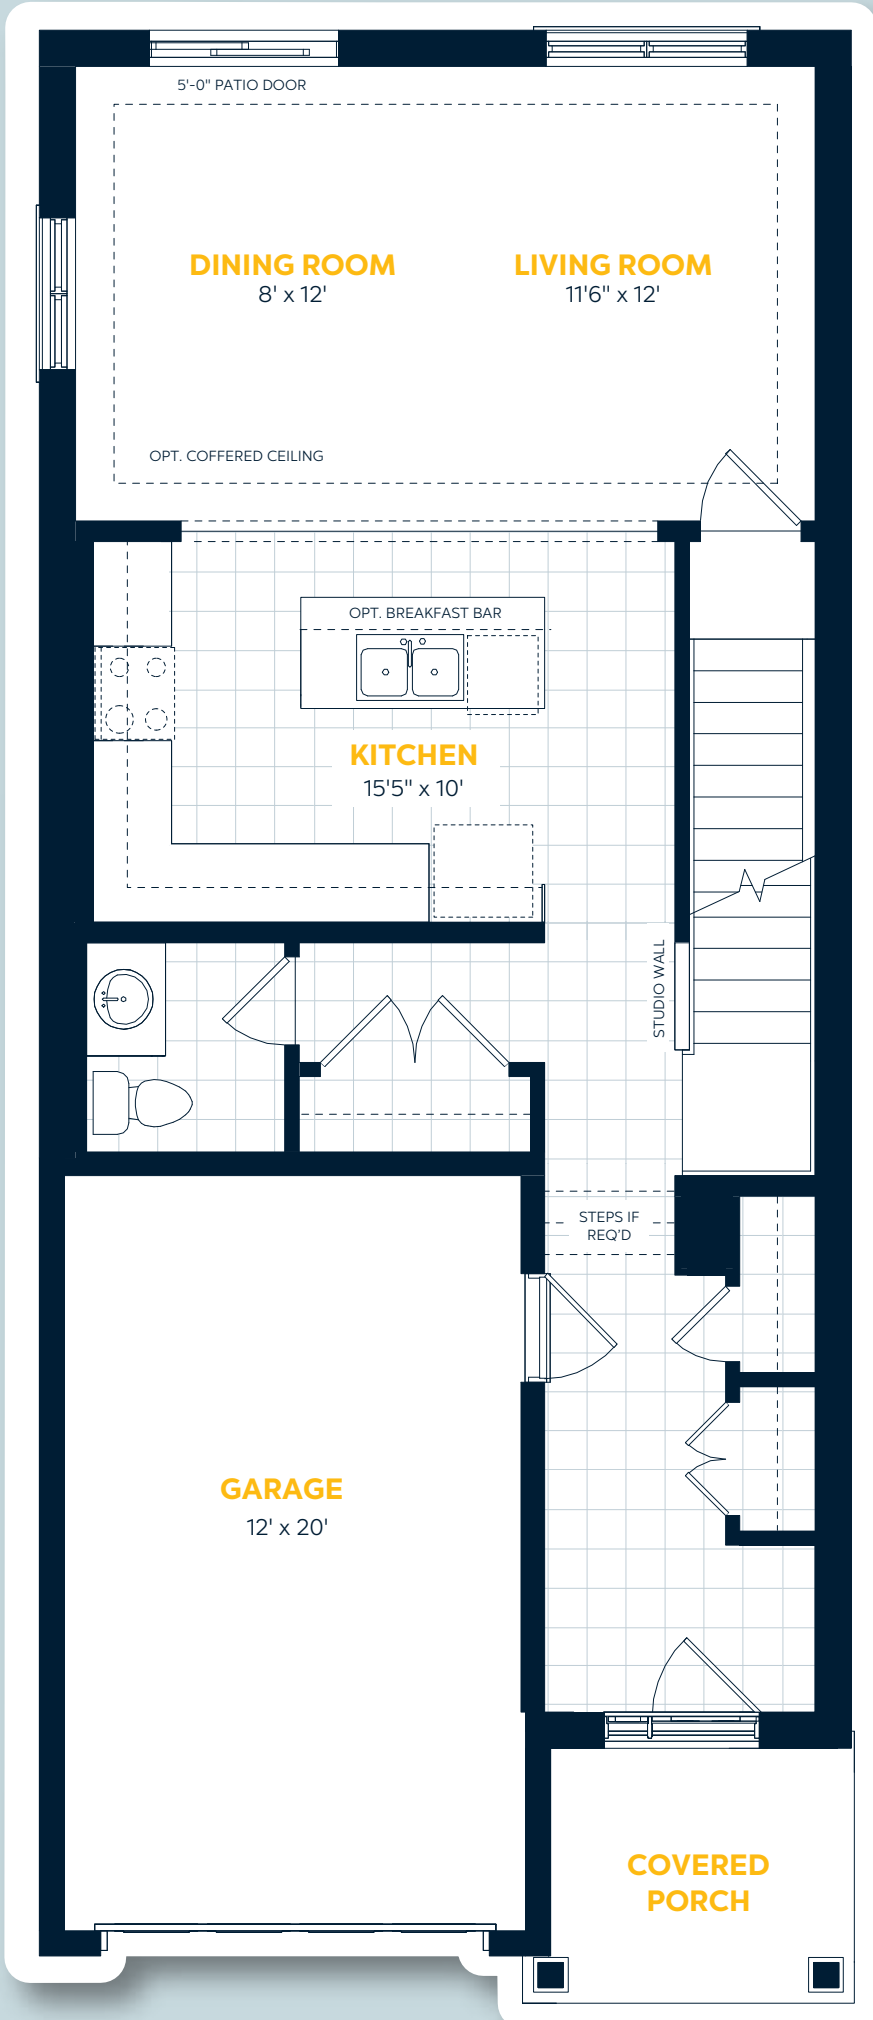 5'-0" PATIO DOOR
DINING ROOM
8' x 12'
LIVING ROOM
11'6" x 12'
OPT. COFFERED CEILING
OPT. BREAKFAST BAR
KITCHEN
15'5" x 10'
STUDIO WALL
STEPS IF
REQ'D
GARAGE
12' x 20'
COVERED
PORCH